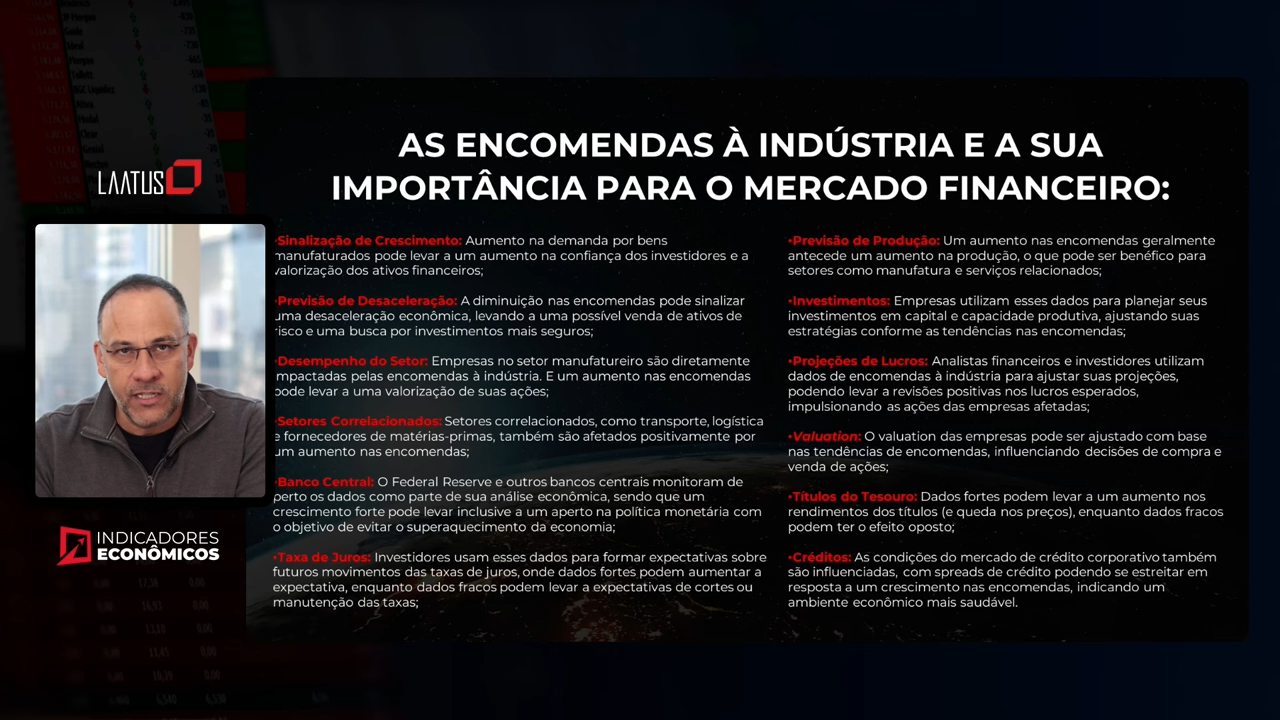 LAATUS
INDICADORES
ECONÔMICOS
AS ENCOMENDAS À INDÚSTRIA E A SUA
IMPORTÂNCIA PARA O MERCADO FINANCEIRO:
•Sinalização de Crescimento: Aumento na demanda por bens
manufaturados pode levar a um aumento na confiança dos investidores e a
valorização dos ativos financeiros;
•Previsão de Desaceleração: A diminuição nas encomendas pode sinalizar
uma desaceleração econômica, levando a uma possível venda de ativos de
risco e uma busca por investimentos mais seguros;
•Desempenho do Setor: Empresas no setor manufatureiro são diretamente
impactadas pelas encomendas à indústria. E um aumento nas encomendas
pode levar a uma valorização de suas ações;
•Setores Correlacionados: Setores correlacionados, como transporte, logística
e fornecedores de matérias-primas, também são afetados positivamente por
um aumento nas encomendas;
•Banco Central: O Federal Reserve e outros bancos centrais monitoram de
perto os dados como parte de sua análise econômica, sendo que um
crescimento forte pode levar inclusive a um aperto na política monetária com
o objetivo de evitar o superaquecimento da economia;
•Taxa de Juros: Investidores usam esses dados para formar expectativas sobre
futuros movimentos das taxas de juros, onde dados fortes podem aumentar a
expectativa, enquanto dados fracos podem levar a expectativas de cortes ou
manutenção das taxas;
•Previsão de Produção: Um aumento nas encomendas geralmente
antecede um aumento na produção, o que pode ser benéfico para
setores como manufatura e serviços relacionados;
•Investimentos: Empresas utilizam esses dados para planejar seus
investimentos em capital e capacidade produtiva, ajustando suas
estratégias conforme as tendências nas encomendas;
•Projeções de Lucros: Analistas financeiros e investidores utilizam
dados de encomendas à indústria para ajustar suas projeções,
podendo levar a revisões positivas nos lucros esperados,
impulsionando as ações das empresas afetadas;
•Valuation: O valuation das empresas pode ser ajustado com base
nas tendências de encomendas, influenciando decisões de compra e
venda de ações;
•Títulos do Tesouro: Dados fortes podem levar a um aumento nos
rendimentos dos títulos (e queda nos preços), enquanto dados fracos
podem ter o efeito oposto;
•Créditos: As condições do mercado de crédito corporativo também
são influenciadas, com spreads de crédito podendo se estreitar em
resposta a um crescimento nas encomendas, indicando um
ambiente econômico mais saudável.